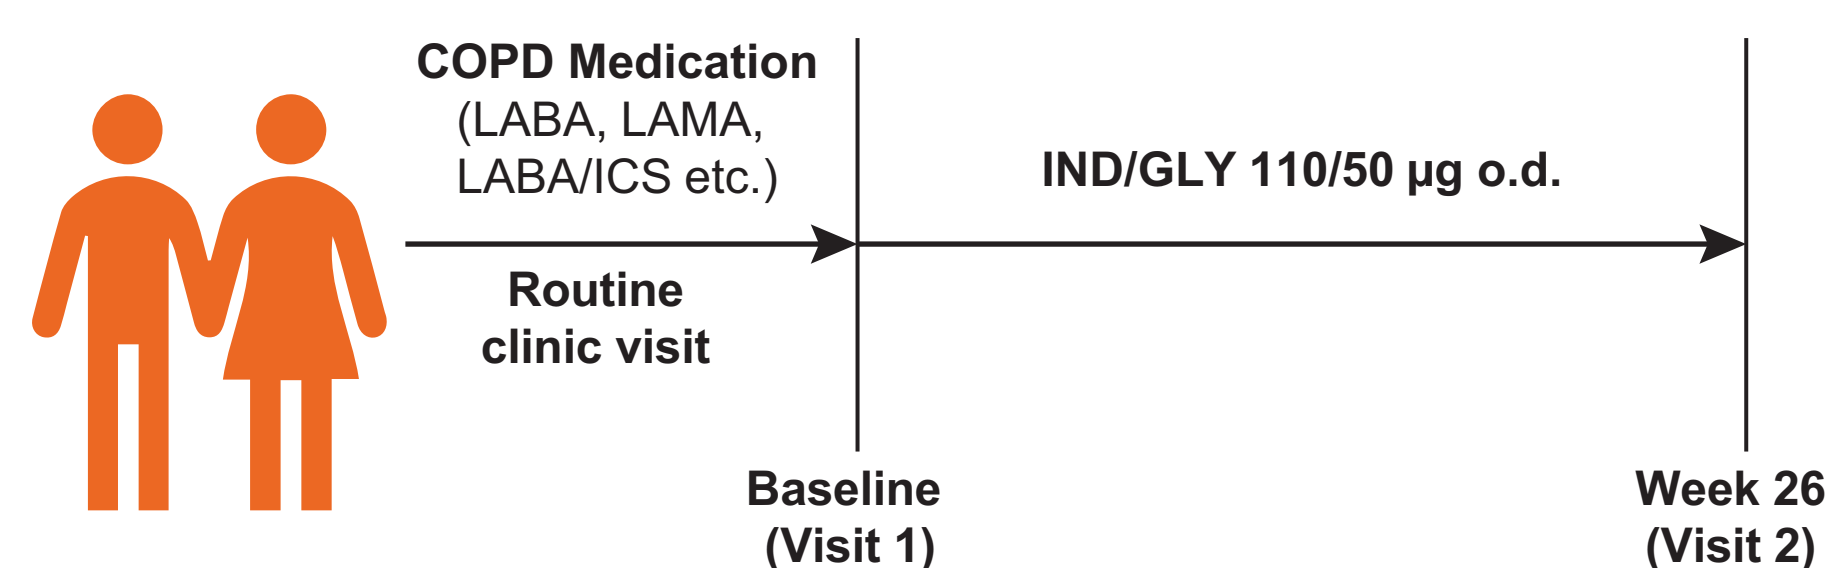 COPD Medication
(LABA, LAMA,
LABA/ICS etc.)
Routine
clinic visit
IND/GLY 110/50 µg o.d.
Baseline
(Visit 1)
Week 26
(Visit 2)